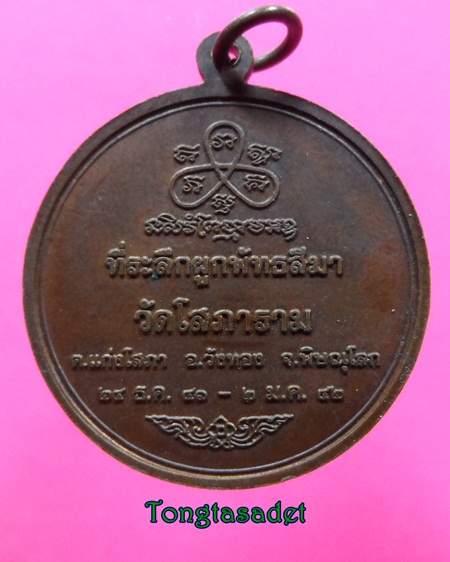 ที่ระลึกผูกพัทธสีมา
วัดโสภาราม
ต.แก่งโสภา อ.วังทอง จ.พิษณุโลก
๒๔ ธ.ค. ๔๑ - ๒ ม.ค. ๔๒
Tongtasadet